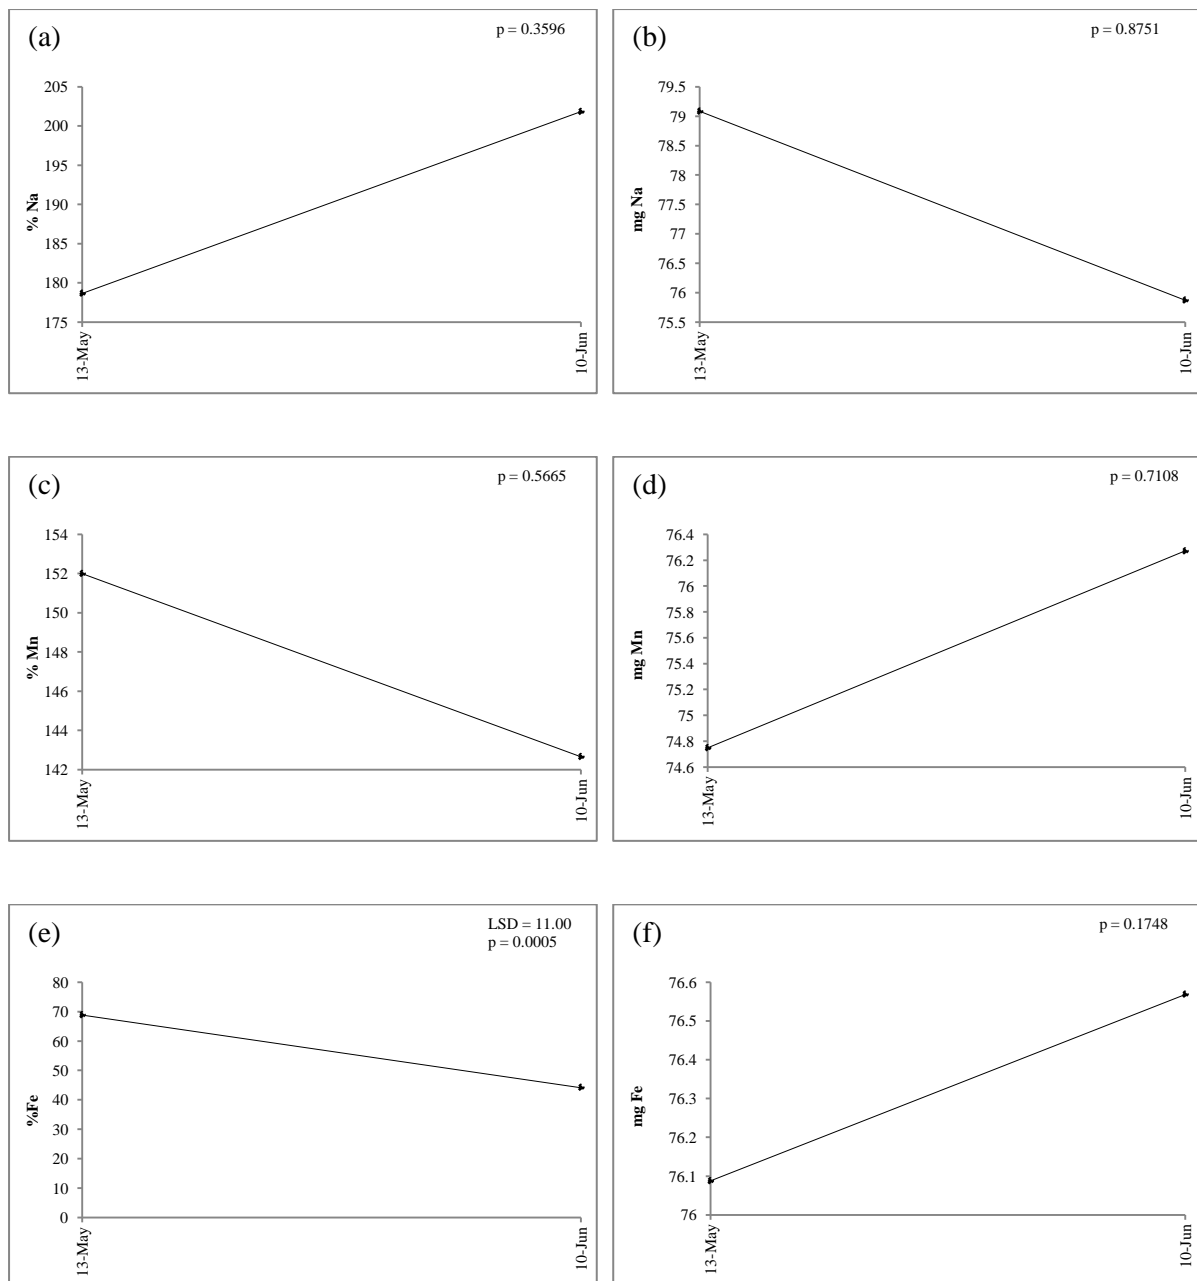 (a)
p = 0.3596
205
200
195
190
185
180
175
% Na
13-May
10-Jun
(b)
p = 0.8751
79.5
79
78.5
78
77.5
77
76.5
76
75.5
mg Na
13-May
10-Jun
(c)
p = 0.5665
154
152
150
148
146
144
142
% Mn
13-May
10-Jun
(d)
p = 0.7108
76.4
76.2
76
75.8
75.6
75.4
75.2
75
74.8
74.6
mg Mn
13-May
10-Jun
(e)
LSD = 11.00
p = 0.0005
80
70
60
50
40
30
20
10
0
%Fe
13-May
10-Jun
(f)
p = 0.1748
76.6
76.5
76.4
76.3
76.2
76.1
76
mg Fe
13-May
10-Jun